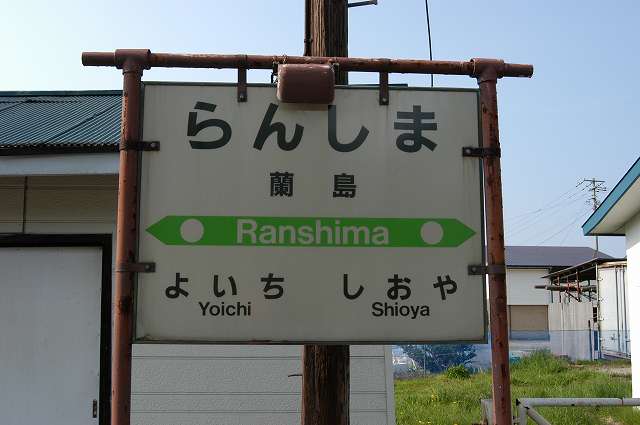 らんしま
蘭島
Ranshima
よいち しおや
Yoichi Shioya